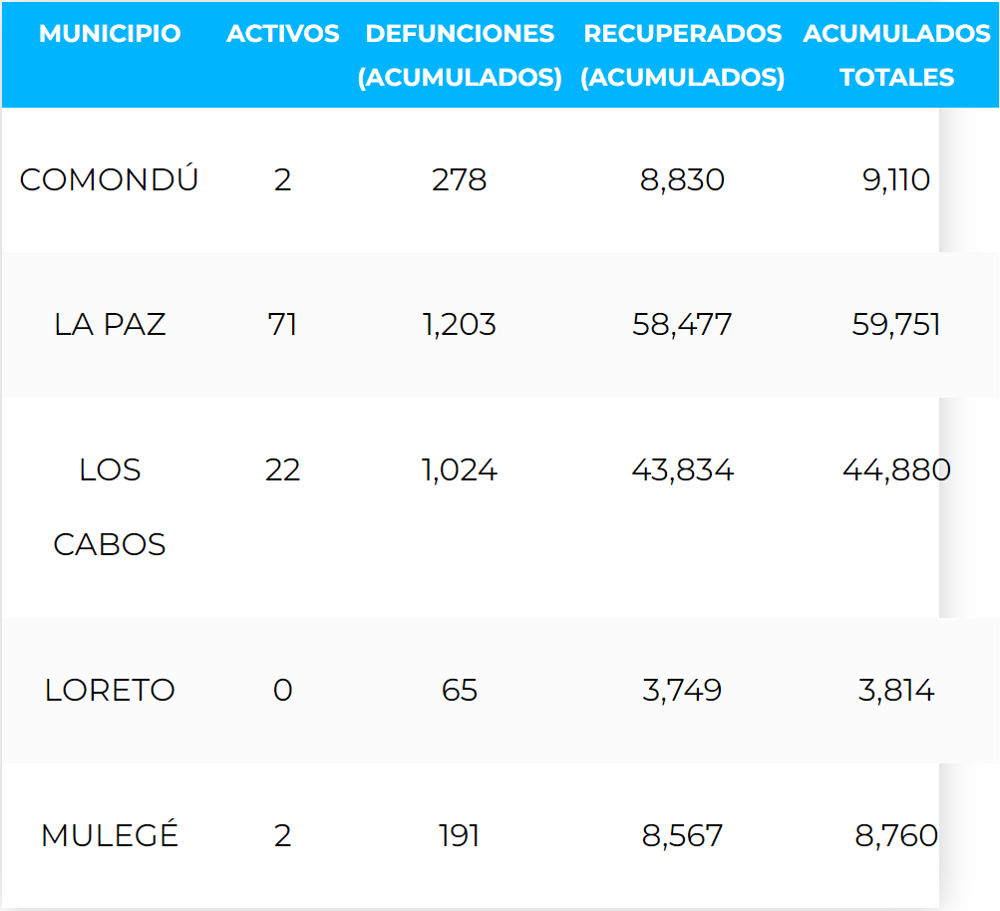 MUNICIPIO ACTIVOS DEFUNCIONES RECUPERADOS ACUMULADOS
(ACUMULADOS) (ACUMULADOS) TOTALES
COMONDÚ 2 278 8,830 9,110
LA PAZ 71 1,203 58,477 59,751
LOS 22 1,024 43,834 44,880
CABOS
LORETO 0 65 3,749 3,814
MULEGÉ 2 191 8,567 8,760